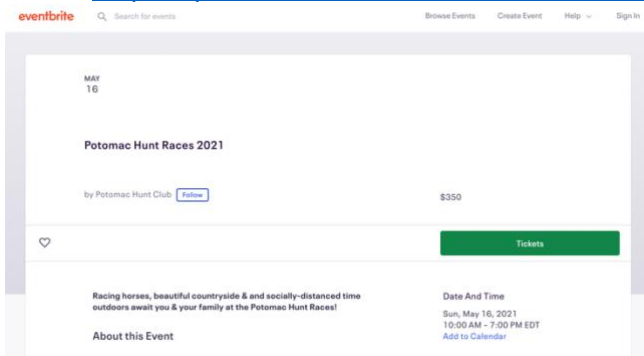 eventbrite
Search for events
Browse Events Create Event Help Sign In
MAY
16
Potomac Hunt Races 2021
by Potomac Hunt Club Follow
$350
Tickets
Racing horses, beautiful countryside & and socially-distanced time
outdoors await you & your family at the Potomac Hunt Races!
About this Event
Date And Time
Sun, May 16, 2021
10:00 AM – 7:00 PM EDT
Add to Calendar